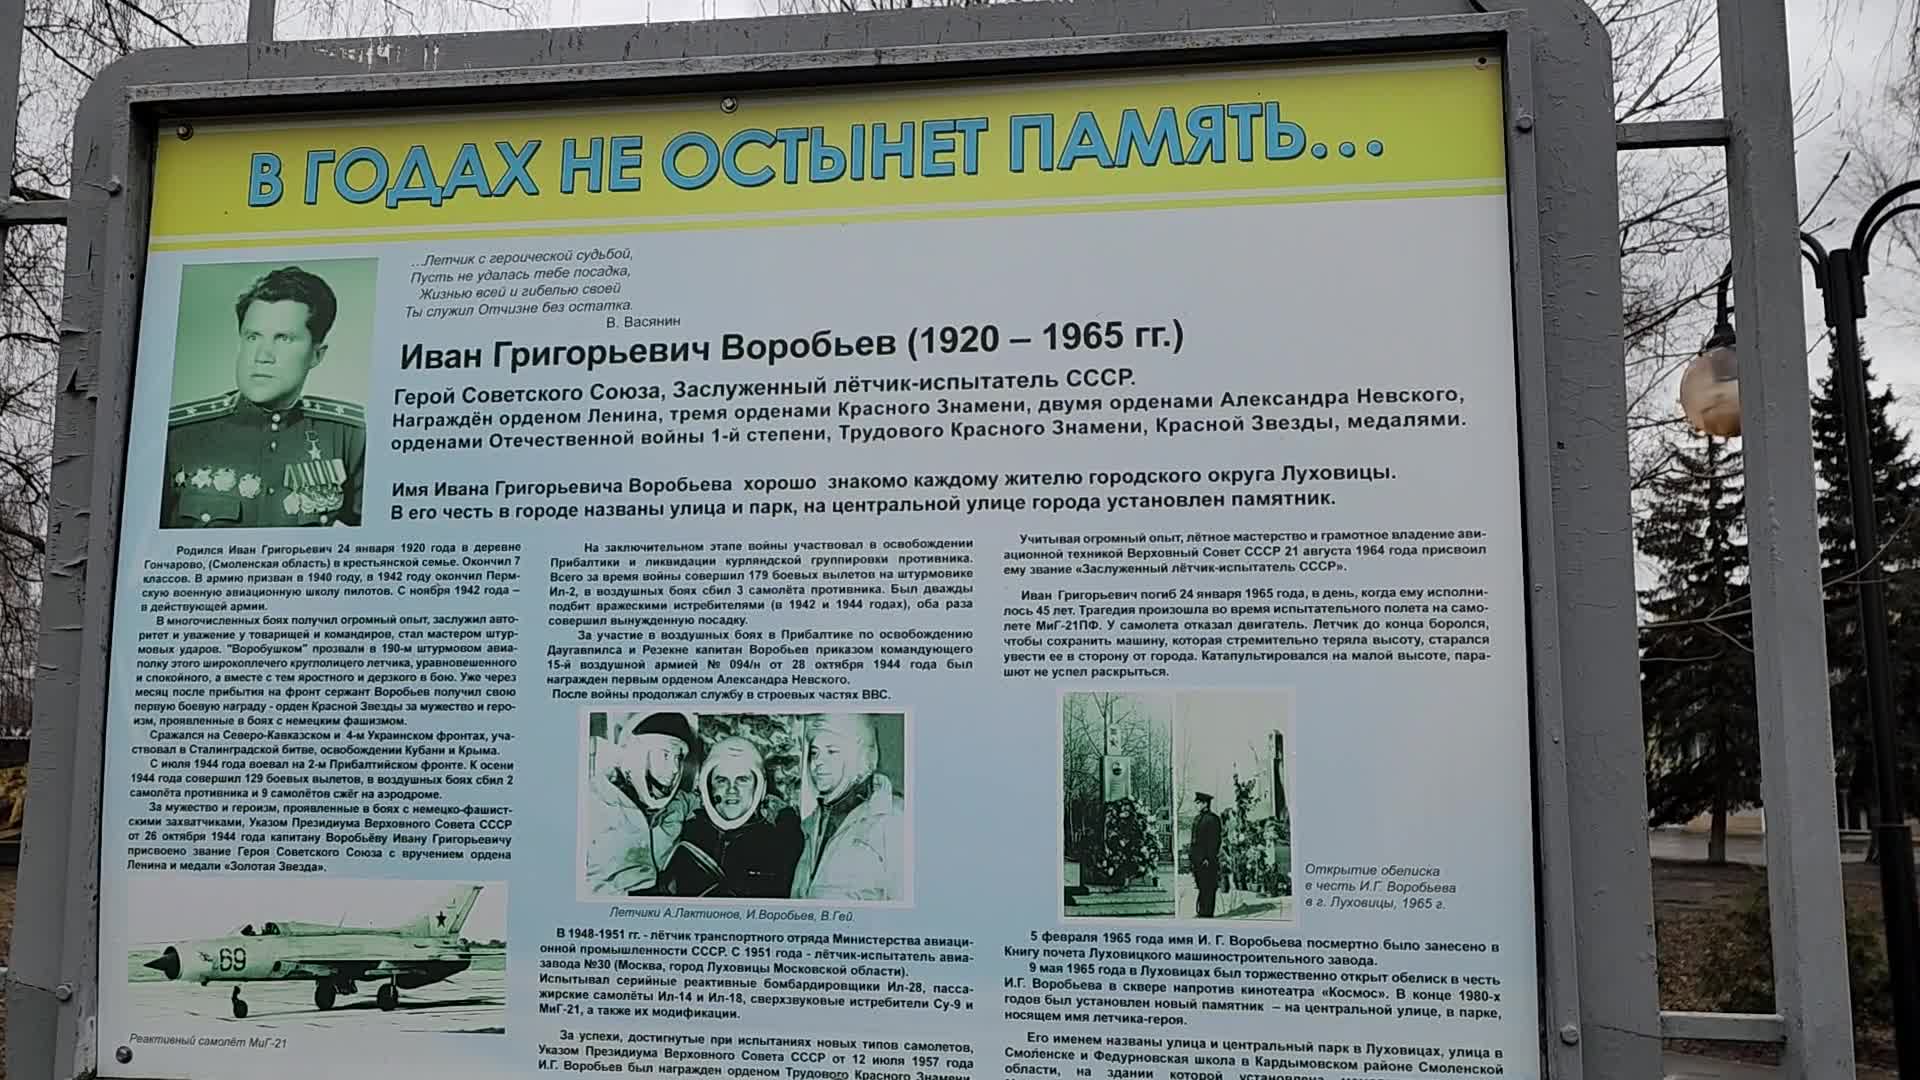 В ГОДАХ НЕ ОСТЫНЕТ ПАМЯТЬ...
...Летчик с героической судьбой,
Пусть не удалась тебе посадка,
Жизнью всей и гибелью своей
Ты служил Отчизне без остатка.
В. Васянин
Иван Григорьевич Воробьев (1920 – 1965 гг.)
Герой Советского Союза, Заслуженный лётчик-испытатель СССР.
Награждён орденом Ленина, тремя орденами Красного Знамени, двумя орденами Александра Невского,
орденами Отечественной войны 1-й степени, Трудового Красного Знамени, Красной Звезды, медалями.
Имя Ивана Григорьевича Воробьева хорошо знакомо каждому жителю городского округа Луховицы.
В его честь в городе названы улица и парк, на центральной улице города установлен памятник.
Родился Иван Григорьевич 24 января 1920 года в деревне
Гончарово, (Смоленская область) в крестьянской семье. Окончил 7
классов. В армию призван в 1940 году, в 1942 году окончил Перм-
скую военную авиационную школу пилотов. С ноября 1942 года –
в действующей армии.
В многочисленных боях получил огромный опыт, заслужил авто-
ритет и уважение у товарищей и командиров, стал мастером штур-
мовых ударов. "Воробушком" прозвали в 190-м штурмовом авиа-
полку этого широкоплечего круглолицего летчика, уравновешенного
и спокойного, а вместе с тем яростного и дерзкого в бою. Уже через
месяц после прибытия на фронт сержант Воробьев получил свою
первую боевую награду - орден Красной Звезды за мужество и геро-
изм, проявленные в боях с немецким фашизмом.
Сражался на Северо-Кавказском и 4-м Украинском фронтах, уча-
ствовал в Сталинградской битве, освобождении Кубани и Крыма.
С июля 1944 года воевал на 2-м Прибалтийском фронте. К осени
1944 года совершил 129 боевых вылетов, в воздушных боях сбил 2
самолёта противника и 9 самолётов сжёг на аэродроме.
За мужество и героизм, проявленные в боях с немецко-фашист-
скими захватчиками, Указом Президиума Верховного Совета СССР
от 26 октября 1944 года капитану Воробьёву Ивану Григорьевичу
присвоено звание Героя Советского Союза с вручением ордена
Ленина и медали «Золотая Звезда».
69
Реактивный самолёт МиГ-21
На заключительном этапе войны участвовал в освобождении
Прибалтики и ликвидации курляндской группировки противника.
Всего за время войны совершил 179 боевых вылетов на штурмовике
Ил-2, в воздушных боях сбил 3 самолёта противника. Был дважды
подбит вражескими истребителями (в 1942 и 1944 годах), оба раза
совершил вынужденную посадку.
За участие в воздушных боях в Прибалтике по освобождению
Даугавпилса и Резекне капитан Воробьев приказом командующего
15-й воздушной армией № 094/н от 28 октября 1944 года был
награжден первым орденом Александра Невского.
После войны продолжал службу в строевых частях ВВС.
Летчики А.Лактионов, И.Воробьев, В.Гей.
В 1948-1951 гг. - лётчик транспортного отряда Министерства авиаци-
онной промышленности СССР. С 1951 года - лётчик-испытатель авиа-
завода №30 (Москва, город Луховицы Московской области).
Испытывал серийные реактивные бомбардировщики Ил-28, пасса-
жирские самолёты Ил-14 и Ил-18, сверхзвуковые истребители Су-9 и
МиГ-21, а также их модификации.
За успехи, достигнутые при испытаниях новых типов самолетов,
Указом Президиума Верховного Совета СССР от 12 июля 1957 года
И.Г. Воробьев был награжден орденом Трудового Красного Знамени,
Учитывая огромный опыт, лётное мастерство и грамотное владение ави-
ационной техникой Верховный Совет СССР 21 августа 1964 года присвоил
ему звание «Заслуженный лётчик-испытатель СССР».
Иван Григорьевич погиб 24 января 1965 года, в день, когда ему исполни-
лось 45 лет. Трагедия произошла во время испытательного полета на само-
лете МиГ-21ПФ. У самолета отказал двигатель. Летчик до конца боролся,
чтобы сохранить машину, которая стремительно теряла высоту, старался
увести ее в сторону от города. Катапультировался на малой высоте, пара-
шют не успел раскрыться.
Открытие обелиска
в честь И.Г. Воробьева
в г. Луховицы, 1965 г.
5 февраля 1965 года имя И. Г. Воробьева посмертно было занесено в
Книгу почета Луховицкого машиностроительного завода.
9 мая 1965 года в Луховицах был торжественно открыт обелиск в честь
И.Г. Воробьева в сквере напротив кинотеатра «Космос». В конце 1980-х
годов был установлен новый памятник – на центральной улице, в парке,
носящем имя летчика-героя.
Его именем названы улица и центральный парк в Луховицах, улица в
Смоленске и Федурновская школа в Кардымовском районе Смоленской
области, на здании которой установлена